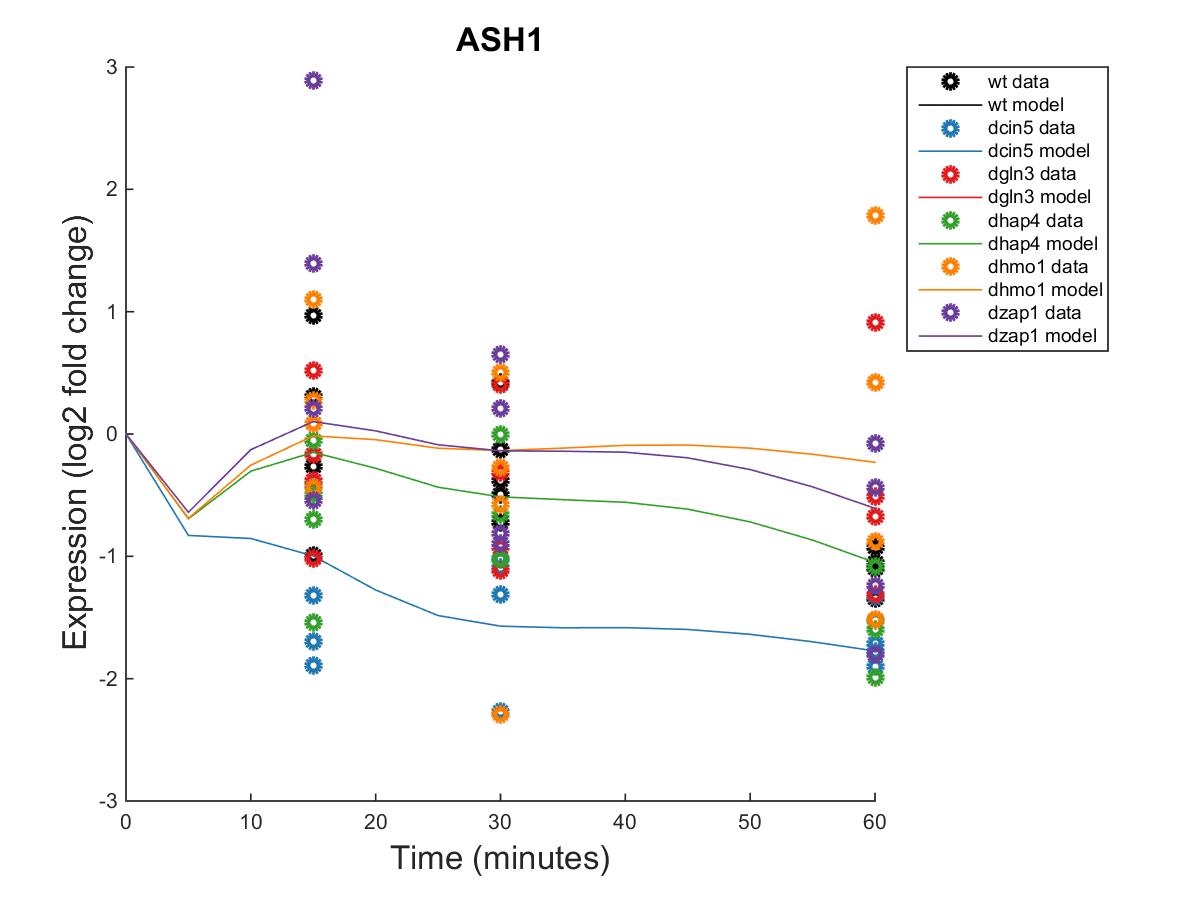 ASH1
3
2
1
0
-1
-2
-3
Expression (log2 fold change)
0
10
20
30
40
50
60
Time (minutes)
wt data
wt model
dcin5 data
dcin5 model
dgln3 data
dgln3 model
dhap4 data
dhap4 model
dhmo1 data
dhmo1 model
dzap1 data
dzap1 model